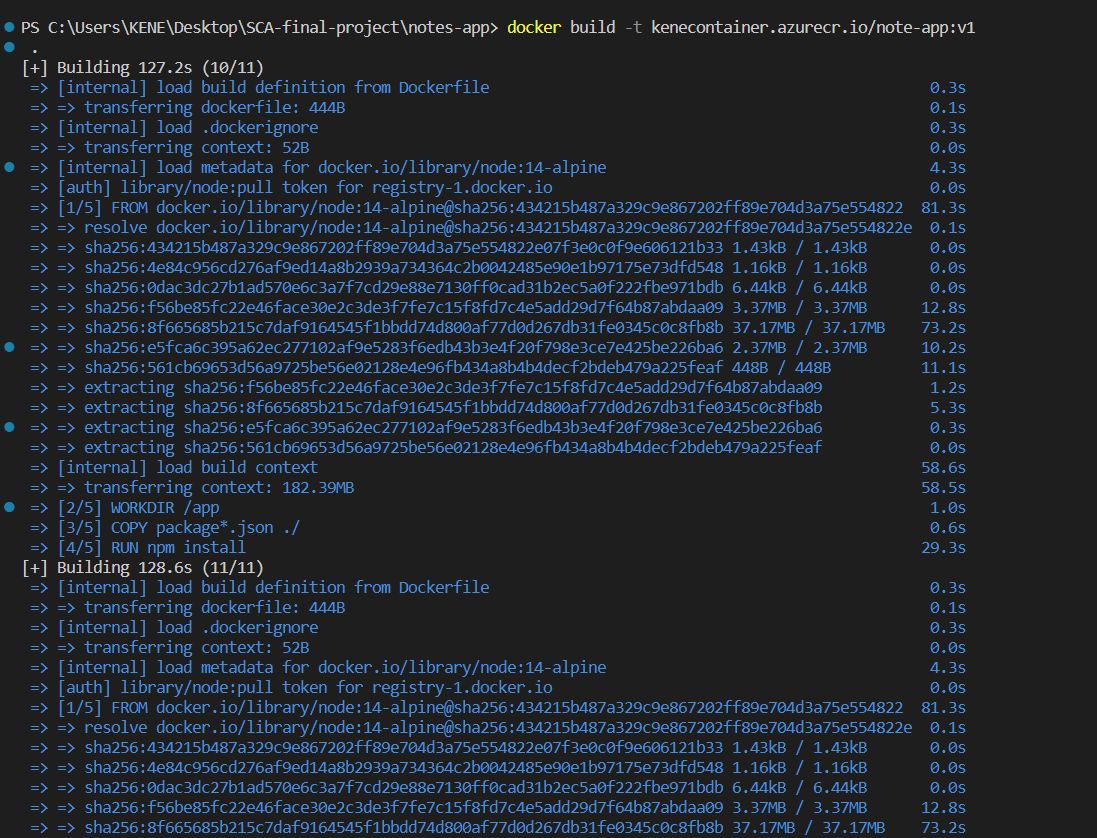 PS C:\Users\KENE\Desktop\SCA-final-project\notes-app> docker build -t kenecontainer.azurecr.io/note-app:v1
.
[+] Building 127.2s (10/11)
=> [internal] load build definition from Dockerfile 0.3s
=> => transferring dockerfile: 444B 0.1s
=> [internal] load .dockerignore 0.3s
=> => transferring context: 52B 0.0s
=> [internal] load metadata for docker.io/library/node:14-alpine 4.3s
=> [auth] library/node:pull token for registry-1.docker.io 0.0s
=> [1/5] FROM docker.io/library/node:14-alpine@sha256:434215b487a329c9e867202ff89e704d3a75e554822 81.3s
=> => resolve docker.io/library/node:14-alpine@sha256:434215b487a329c9e867202ff89e704d3a75e554822e 0.1s
=> => sha256:434215b487a329c9e867202ff89e704d3a75e554822e07f3e0c0f9e606121b33 1.43kB / 1.43kB 0.0s
=> => sha256:4e84c956cd276af9ed14a8b2939a734364c2b0042485e90e1b97175e73dfd548 1.16kB / 1.16kB 0.0s
=> => sha256:0dac3dc27b1ad570e6c3a7f7cd29e88e7130ff0cad31b2ec5a0f222fbe971bdb 6.44kB / 6.44kB 0.0s
=> => sha256:f56be85fc22e46face30e2c3de3f7fe7c15f8fd7c4e5add29d7f64b87abdaa09 3.37MB / 3.37MB 12.8s
=> => sha256:8f665685b215c7daf9164545f1bbdd74d800af77d0d267db31fe0345c0c8fb8b 37.17MB / 37.17MB 73.2s
=> => sha256:e5fca6c395a62ec277102af9e5283f6edb43b3e4f20f798e3ce7e425be226ba6 2.37MB / 2.37MB 10.2s
=> => sha256:561cb69653d56a9725be56e02128e4e96fb434a8b4b4decf2bdeb479a225feaf 448B / 448B 11.1s
=> => extracting sha256:f56be85fc22e46face30e2c3de3f7fe7c15f8fd7c4e5add29d7f64b87abdaa09 1.2s
=> => extracting sha256:8f665685b215c7daf9164545f1bbdd74d800af77d0d267db31fe0345c0c8fb8b 5.3s
=> => extracting sha256:e5fca6c395a62ec277102af9e5283f6edb43b3e4f20f798e3ce7e425be226ba6 0.3s
=> => extracting sha256:561cb69653d56a9725be56e02128e4e96fb434a8b4b4decf2bdeb479a225feaf 0.0s
=> [internal] load build context 58.6s
=> => transferring context: 182.39MB 58.5s
=> [2/5] WORKDIR /app 1.0s
=> [3/5] COPY package*.json ./ 0.6s
=> [4/5] RUN npm install 29.3s
[+] Building 128.6s (11/11)
=> [internal] load build definition from Dockerfile 0.3s
=> => transferring dockerfile: 444B 0.1s
=> [internal] load .dockerignore 0.3s
=> => transferring context: 52B 0.0s
=> [internal] load metadata for docker.io/library/node:14-alpine 4.3s
=> [auth] library/node:pull token for registry-1.docker.io 0.0s
=> [1/5] FROM docker.io/library/node:14-alpine@sha256:434215b487a329c9e867202ff89e704d3a75e554822 81.3s
=> => resolve docker.io/library/node:14-alpine@sha256:434215b487a329c9e867202ff89e704d3a75e554822e 0.1s
=> => sha256:434215b487a329c9e867202ff89e704d3a75e554822e07f3e0c0f9e606121b33 1.43kB / 1.43kB 0.0s
=> => sha256:4e84c956cd276af9ed14a8b2939a734364c2b0042485e90e1b97175e73dfd548 1.16kB / 1.16kB 0.0s
=> => sha256:0dac3dc27b1ad570e6c3a7f7cd29e88e7130ff0cad31b2ec5a0f222fbe971bdb 6.44kB / 6.44kB 0.0s
=> => sha256:f56be85fc22e46face30e2c3de3f7fe7c15f8fd7c4e5add29d7f64b87abdaa09 3.37MB / 3.37MB 12.8s
=> => sha256:8f665685b215c7daf9164545f1bbdd74d800af77d0d267db31fe0345c0c8fb8b 37.17MB / 37.17MB 73.2s